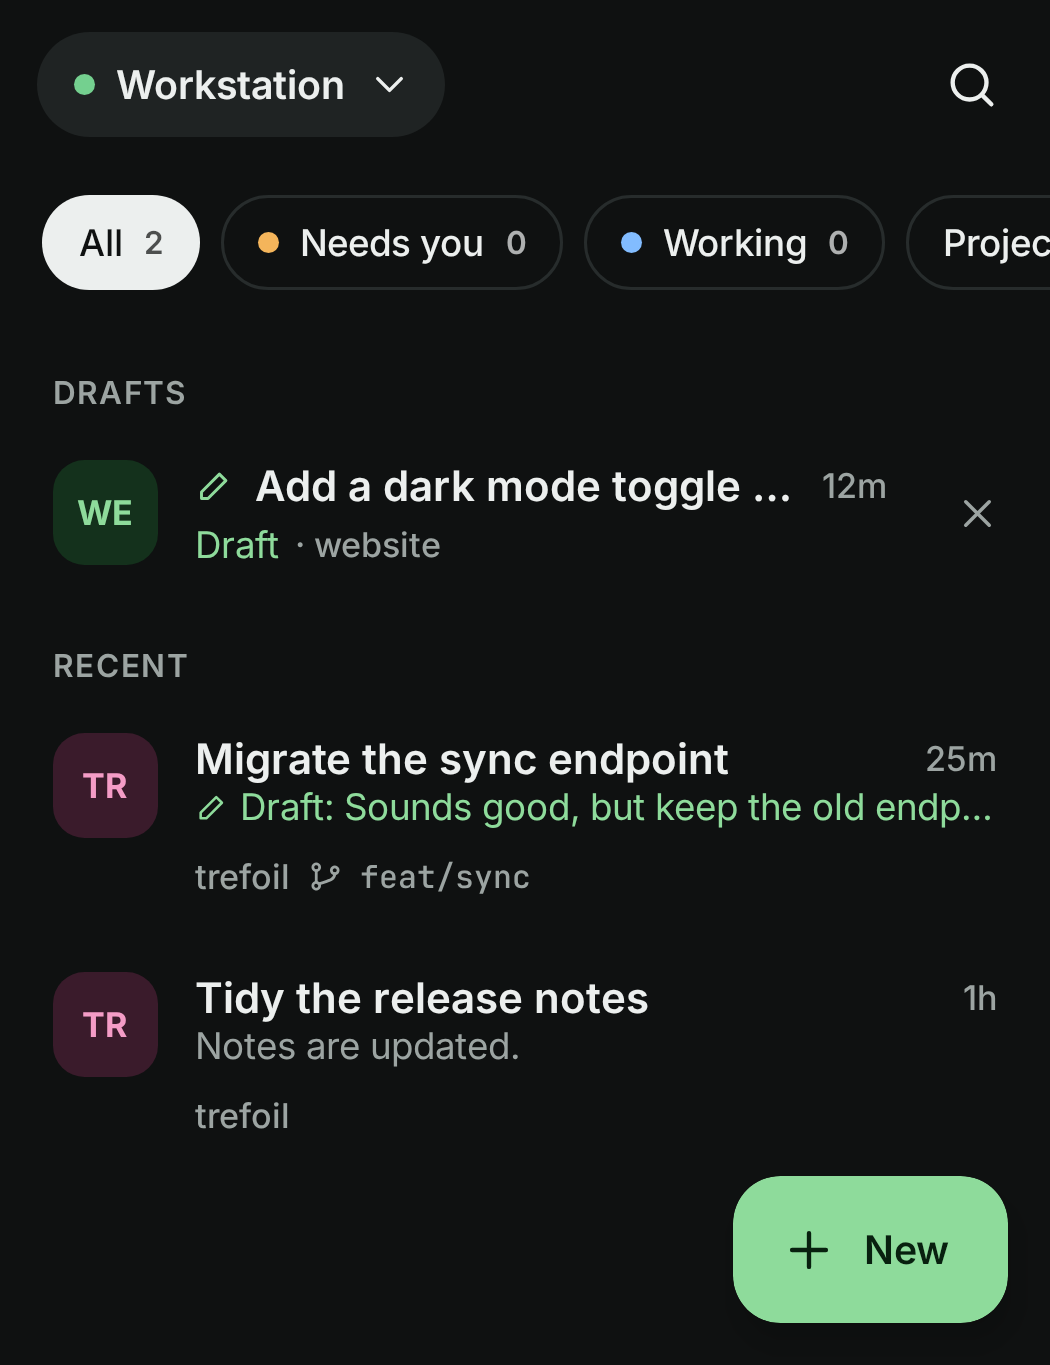 Workstation
All 2 Needs you 0 Working 0 Projec
DRAFTS
WE Add a dark mode toggle ... 12m
Draft · website
RECENT
TR Migrate the sync endpoint 25m
Draft: Sounds good, but keep the old endp...
trefoil feat/sync
TR Tidy the release notes 1h
Notes are updated.
trefoil
New